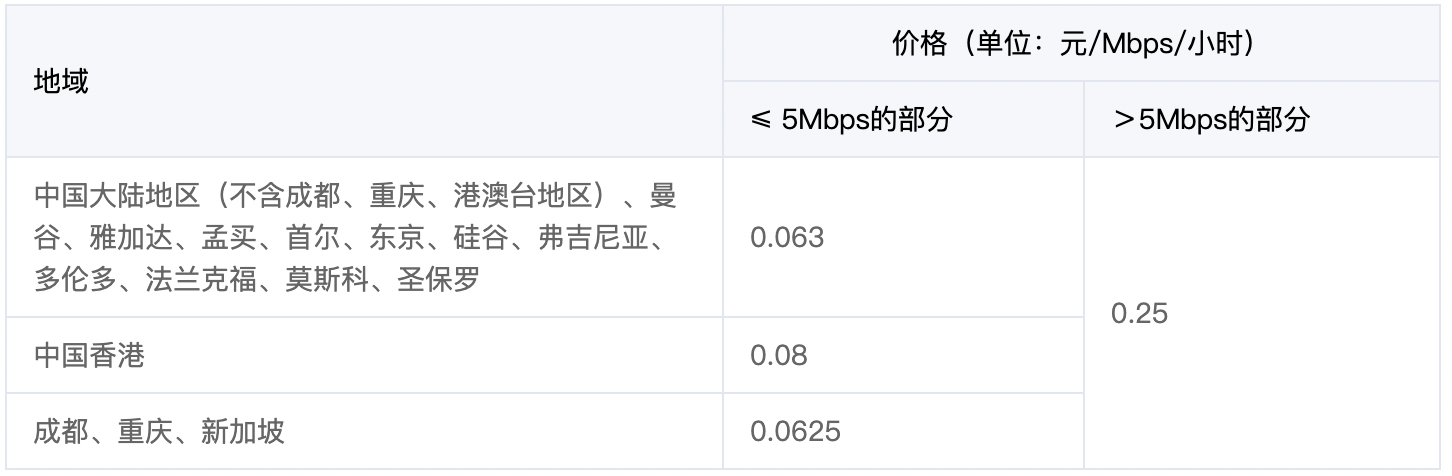 地域
价格（单位：元/Mbps/小时）
≤ 5Mbps的部分
＞5Mbps的部分
中国大陆地区（不含成都、重庆、港澳台地区）、曼
谷、雅加达、孟买、首尔、东京、硅谷、弗吉尼亚、
多伦多、法兰克福、莫斯科、圣保罗
0.063
0.25
中国香港
0.08
成都、重庆、新加坡
0.0625